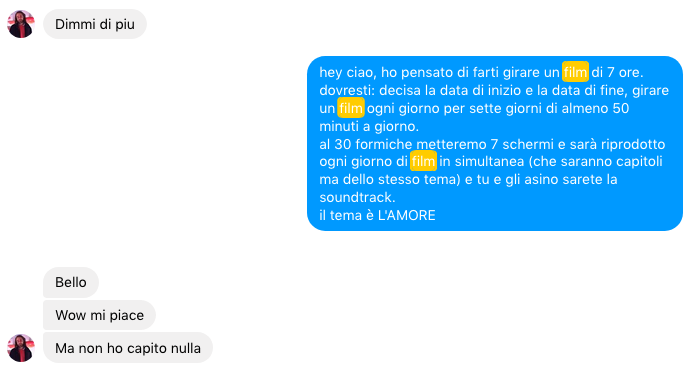 Dimmi di piu
hey ciao, ho pensato di farti girare un film di 7 ore.
dovresti: decisa la data di inizio e la data di fine, girare
un film ogni giorno per sette giorni di almeno 50
minuti a giorno.
al 30 formiche metteremo 7 schermi e sarà riprodotto
ogni giorno di film in simultanea (che saranno capitoli
ma dello stesso tema) e tu e gli asino sarete la
soundtrack.
il tema è L'AMORE
Bello
Wow mi piace
Ma non ho capito nulla